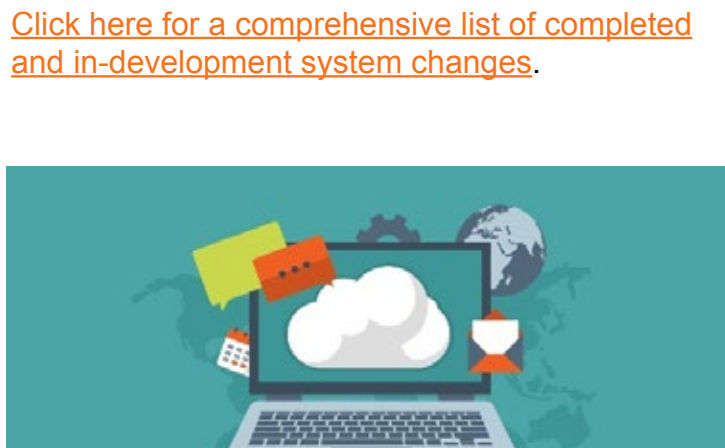 Click here for a comprehensive list of completed
and in-development system changes.